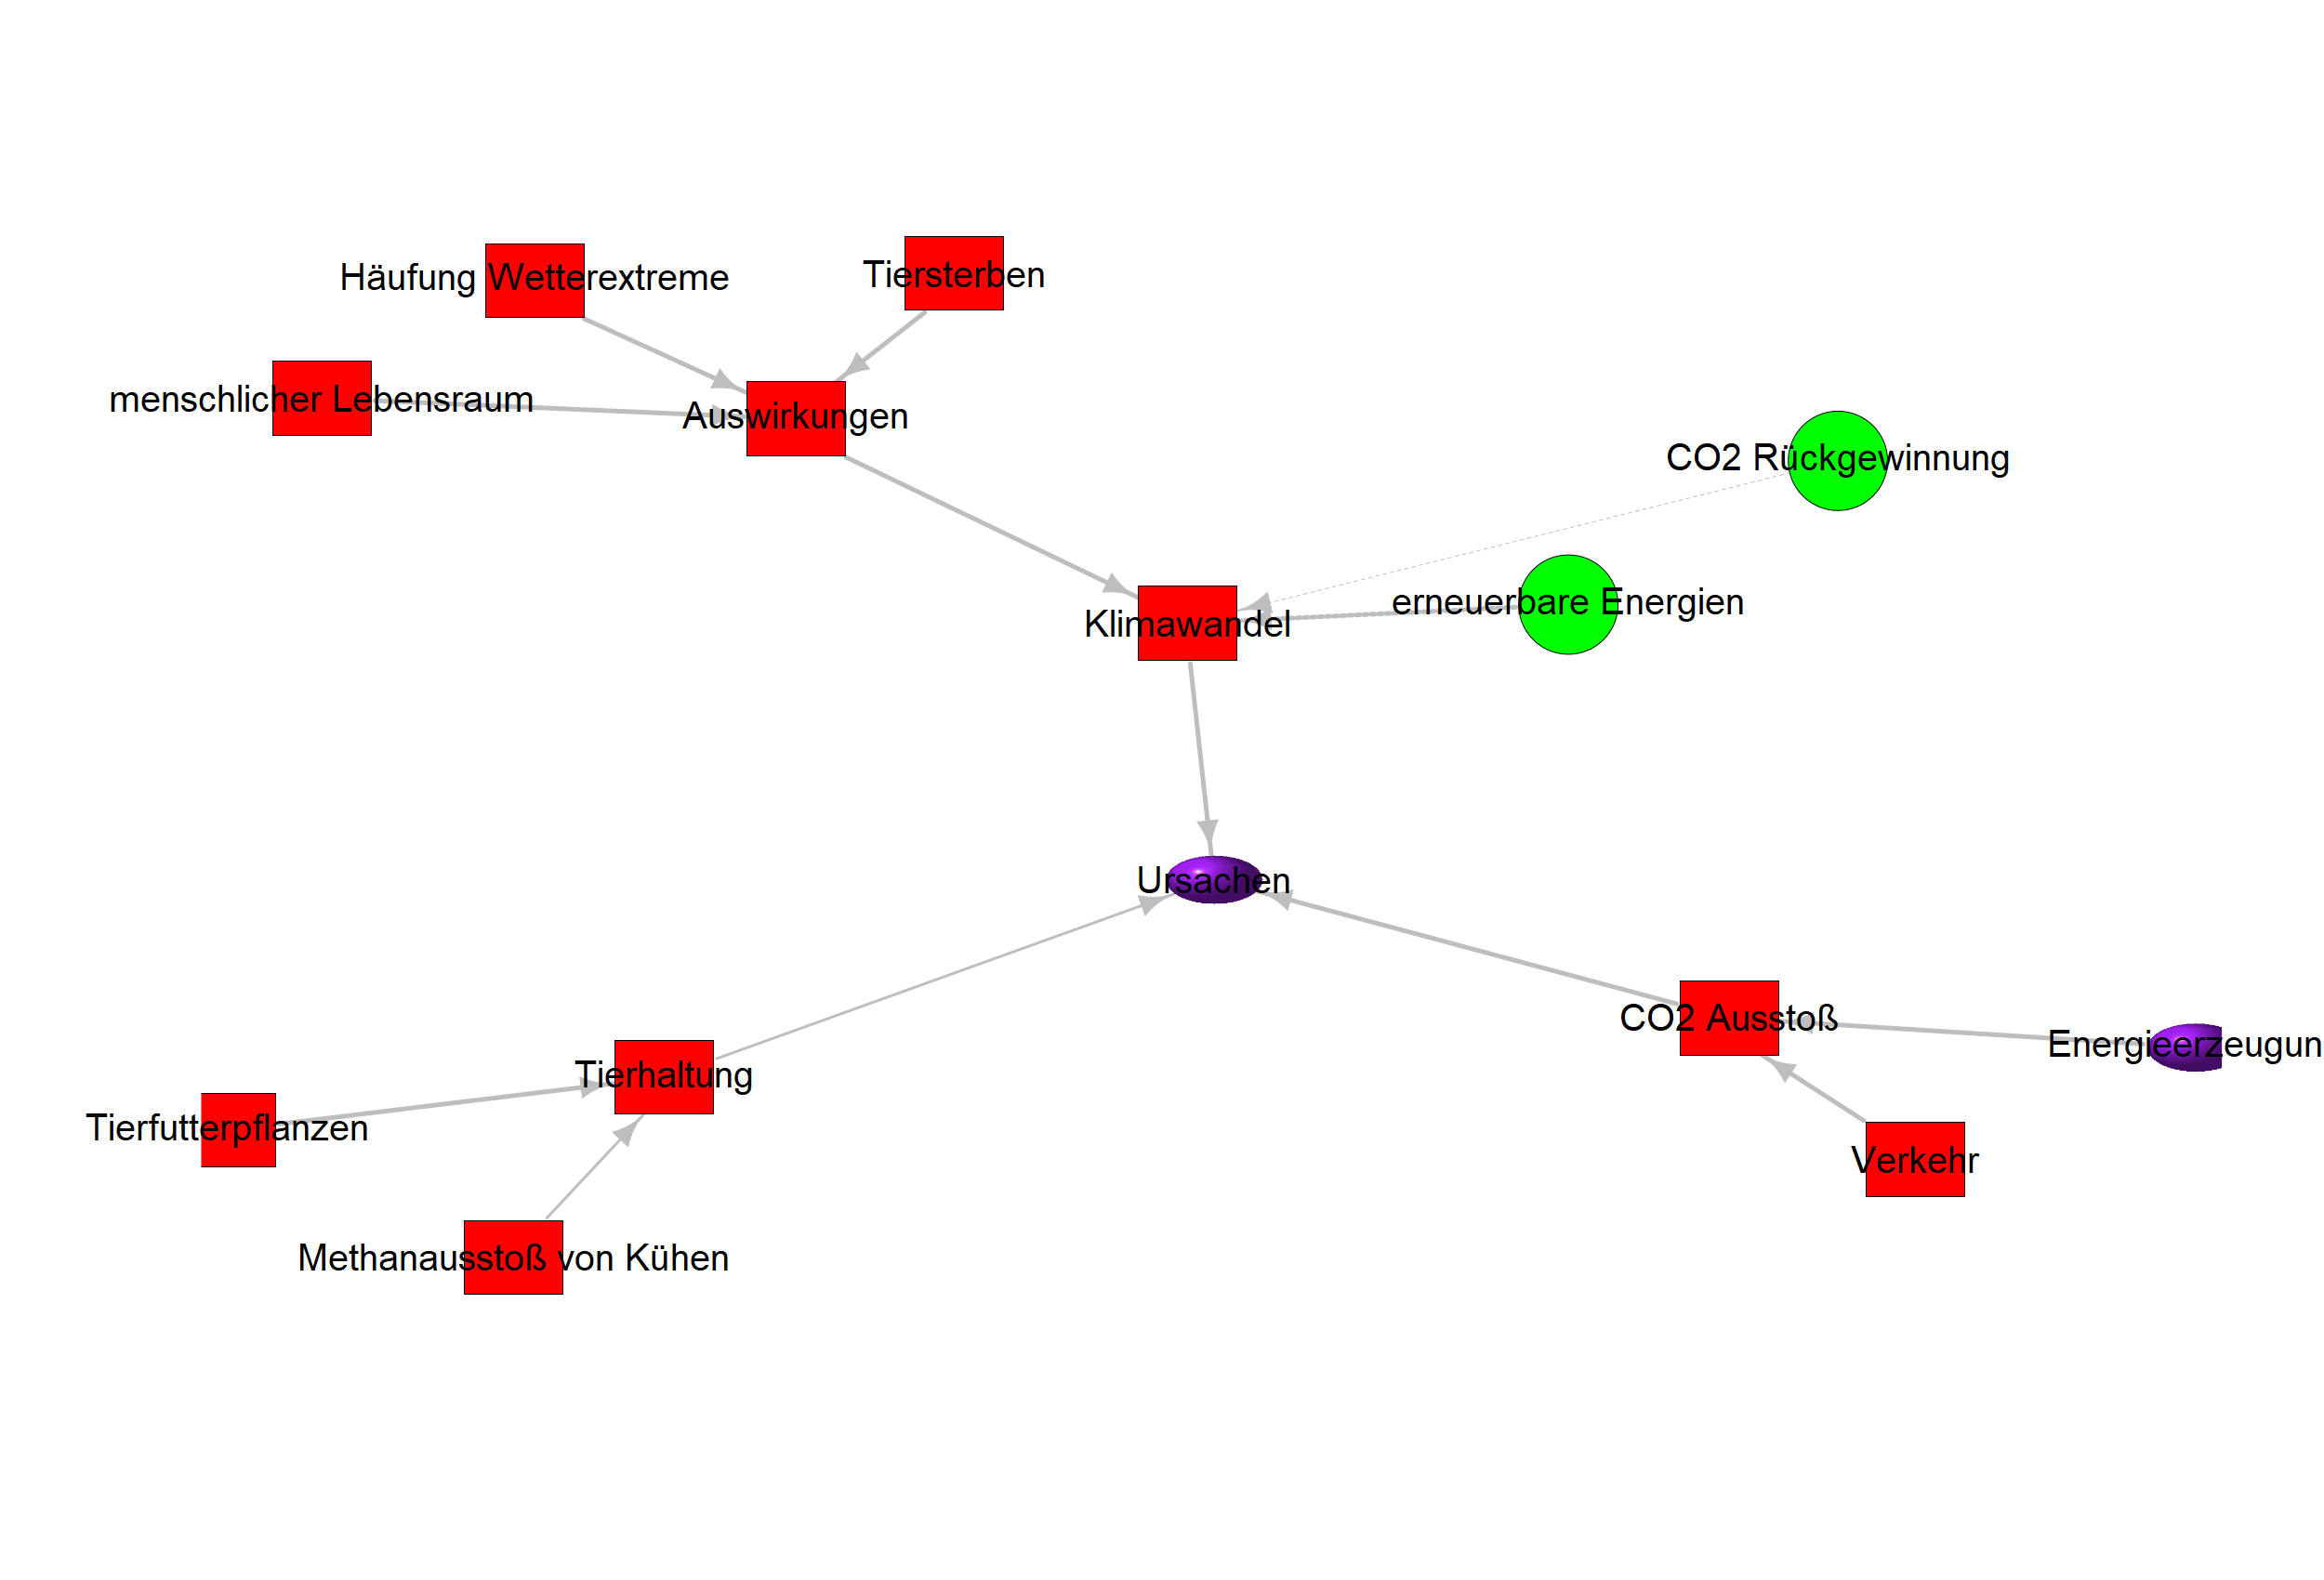 Tiersterben
Häufung Wetterextreme
menschlicher Lebensraum
Auswirkungen
CO2 Rückgewinnung
erneuerbare Energien
Klimawandel
Ursachen
CO2 Ausstoß
Energieerzeugun
Tierhaltung
Tierfutterpflanzen
Verkehr
Methanausstoß von Kühen